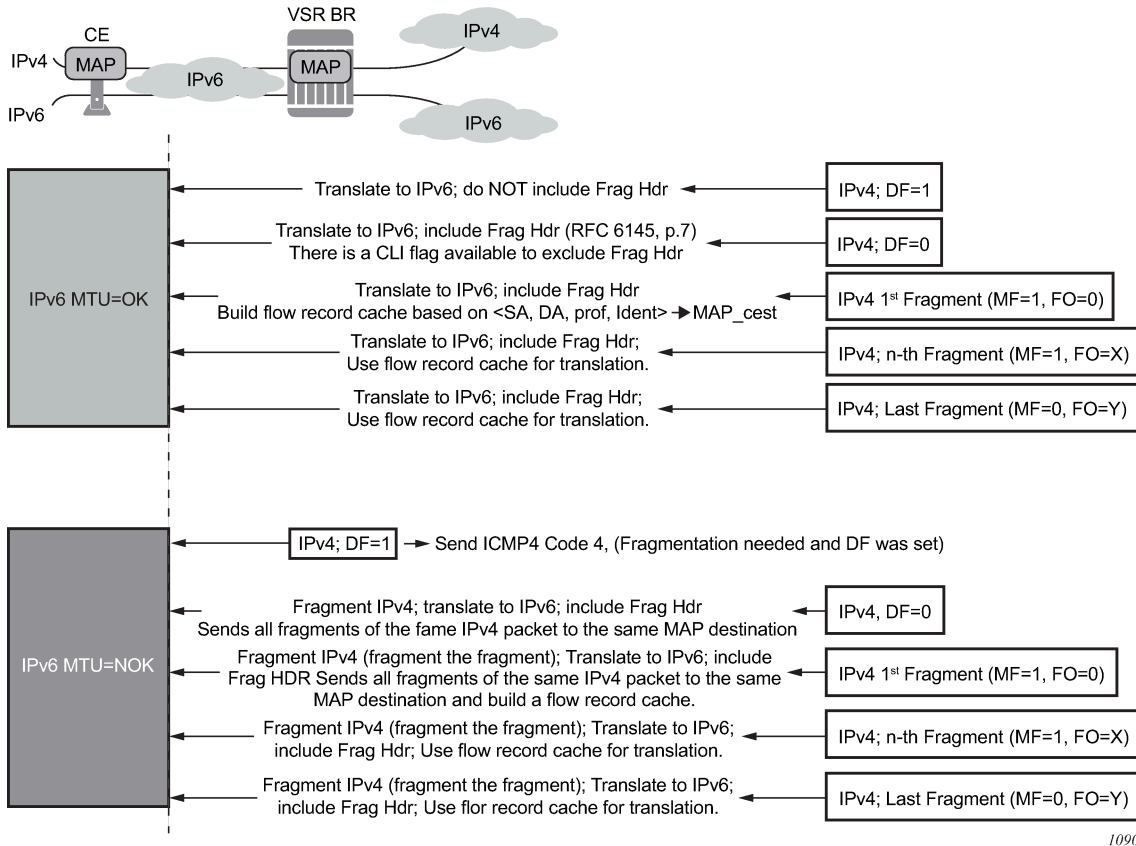 VSR BR
CE
IPv4
IPv4
MAP
MAP
IPv6
IPv6
IPv6
IPv6 MTU=OK
Translate to IPv6; do NOT include Frag Hdr
IPv4; DF=1
Translate to IPv6; include Frag Hdr (RFC 6145, p.7)
There is a CLI flag available to exclude Frag Hdr
IPv4; DF=0
Translate to IPv6; include Frag Hdr
Build flow record cache based on <SA, DA, prof, Ident> → MAP_cest
IPv4 1st Fragment (MF=1, FO=0)
Translate to IPv6; include Frag Hdr;
Use flow record cache for translation.
IPv4; n-th Fragment (MF=1, FO=X)
Translate to IPv6; include Frag Hdr;
Use flow record cache for translation.
IPv4; Last Fragment (MF=0, FO=Y)
IPv6 MTU=NOK
IPv4; DF=1 → Send ICMP4 Code 4, (Fragmentation needed and DF was set)
Fragment IPv4; translate to IPv6; include Frag Hdr
Sends all fragments of the fame IPv4 packet to the same MAP destination
IPv4, DF=0
Fragment IPv4 (fragment the fragment); Translate to IPv6; include
Frag HDR Sends all fragments of the same IPv4 packet to the same
MAP destination and build a flow record cache.
IPv4 1st Fragment (MF=1, FO=0)
Fragment IPv4 (fragment the fragment); Translate to IPv6;
include Frag Hdr; Use flow record cache for translation.
IPv4; n-th Fragment (MF=1, FO=X)
Fragment IPv4 (fragment the fragment); Translate to IPv6;
include Frag Hdr; Use flor record cache for translation.
IPv4; Last Fragment (MF=0, FO=Y)
1090